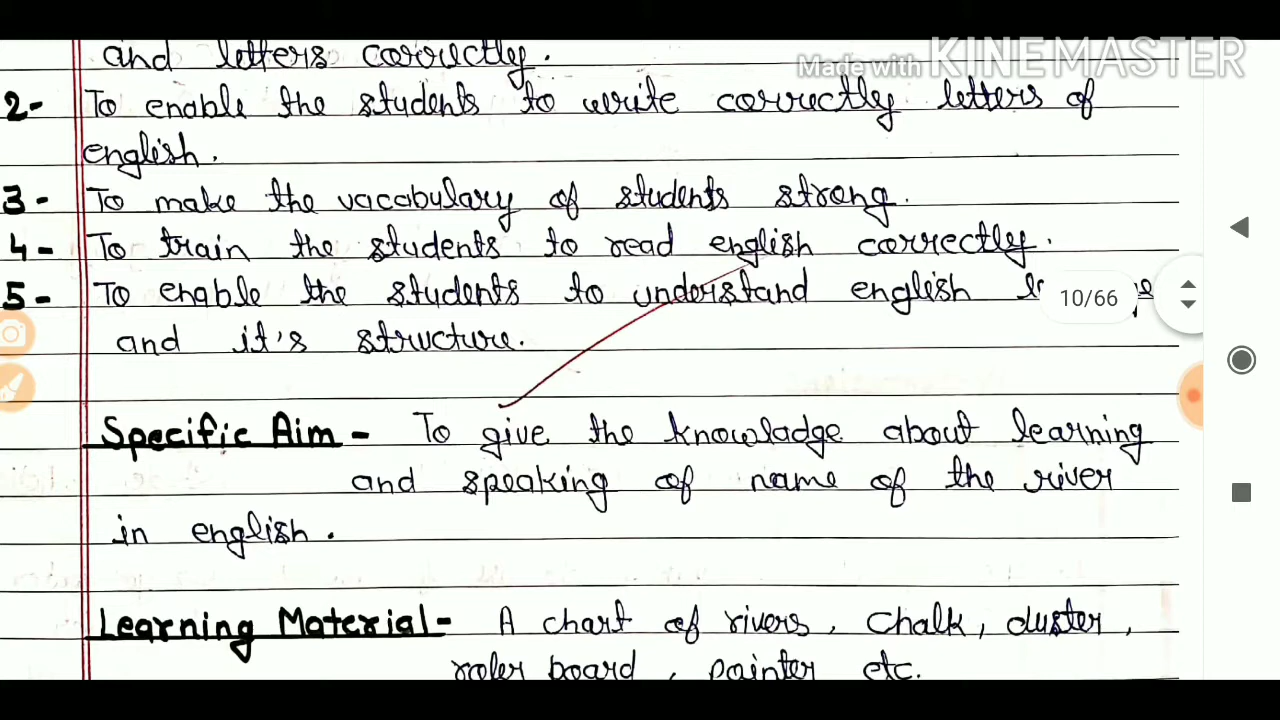 and letters correctly.
Made with KINEMASTER
2- To enable the students to write correctly letters of
english.
3- To make the vacabulary of students strong.
4- To train the students to read english correctly.
5- To enable the students to understand english
10/66
and it's structure.
Specific Aim - To give the knowladge about learning
and speaking of name of the river
in english.
Learning Material- A chart of rivers, chalk, duster,
roler board, pointer etc.